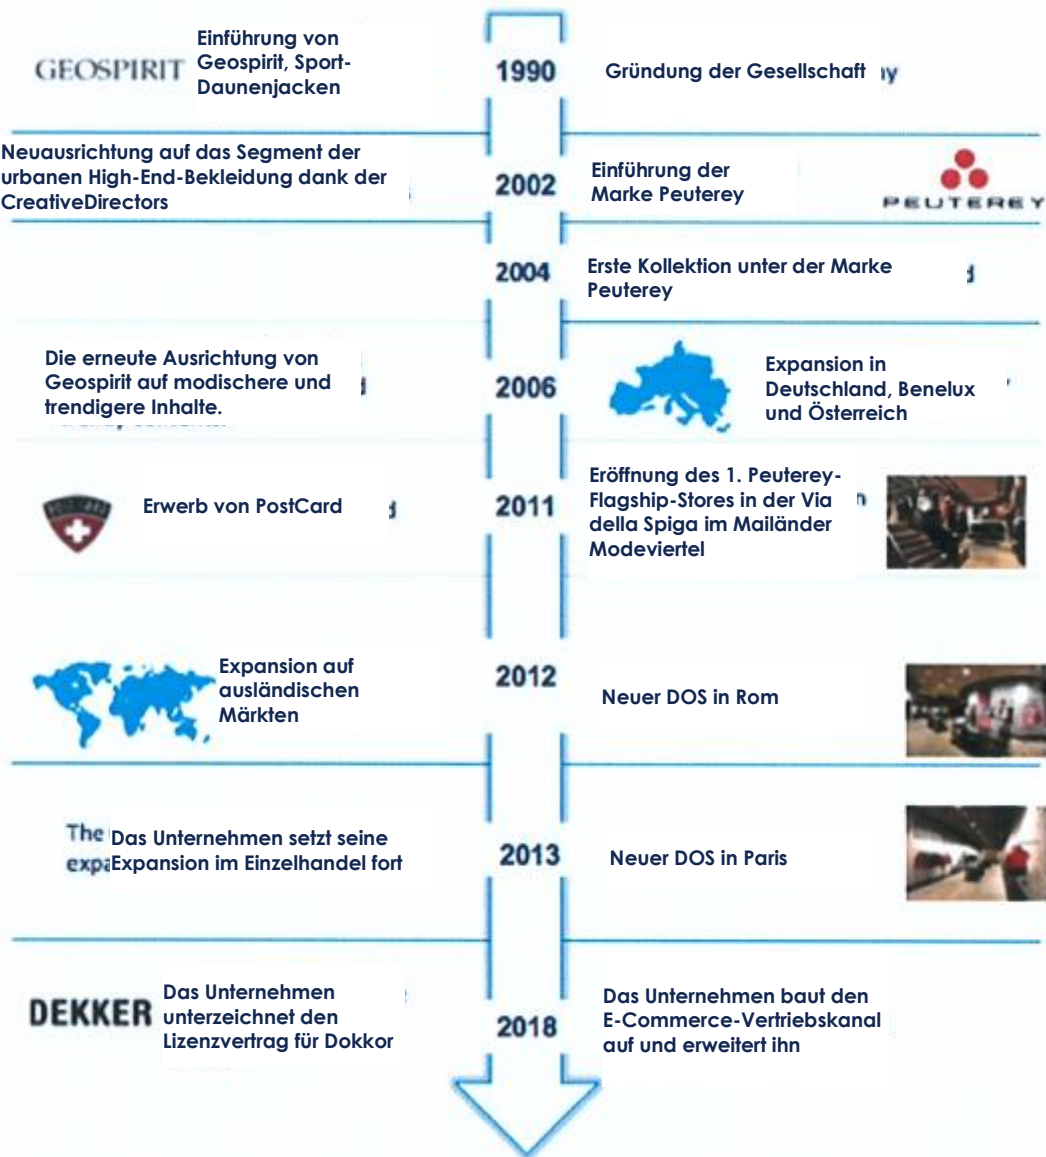 GEOSPIRIT
Einführung von
Geospirit, Sport-
Daunenjacken
1990
Gründung der Gesellschaft
Neuausrichtung auf das Segment der
urbanen High-End-Bekleidung dank der
CreativeDirectors
2002
Einführung der
Marke Peuterey
PEUTEREY
2004
Erste Kollektion unter der Marke
Peuterey
Die erneute Ausrichtung von
Geospirit auf modischere und
trendigere Inhalte.
2006
Expansion in
Deutschland, Benelux
und Österreich
Erwerb von PostCard
2011
Eröffnung des 1. Peuterey-
Flagship-Stores in der Via
della Spiga im Mailänder
Modeviertel
Expansion auf
ausländischen
Märkten
2012
Neuer DOS in Rom
The
Das Unternehmen setzt seine
Expansion im Einzelhandel fort
2013
Neuer DOS in Paris
DEKKER
Das Unternehmen
unterzeichnet den
Lizenzvertrag für Dokkor
2018
Das Unternehmen baut den
E-Commerce-Vertriebskanal
auf und erweitert ihn